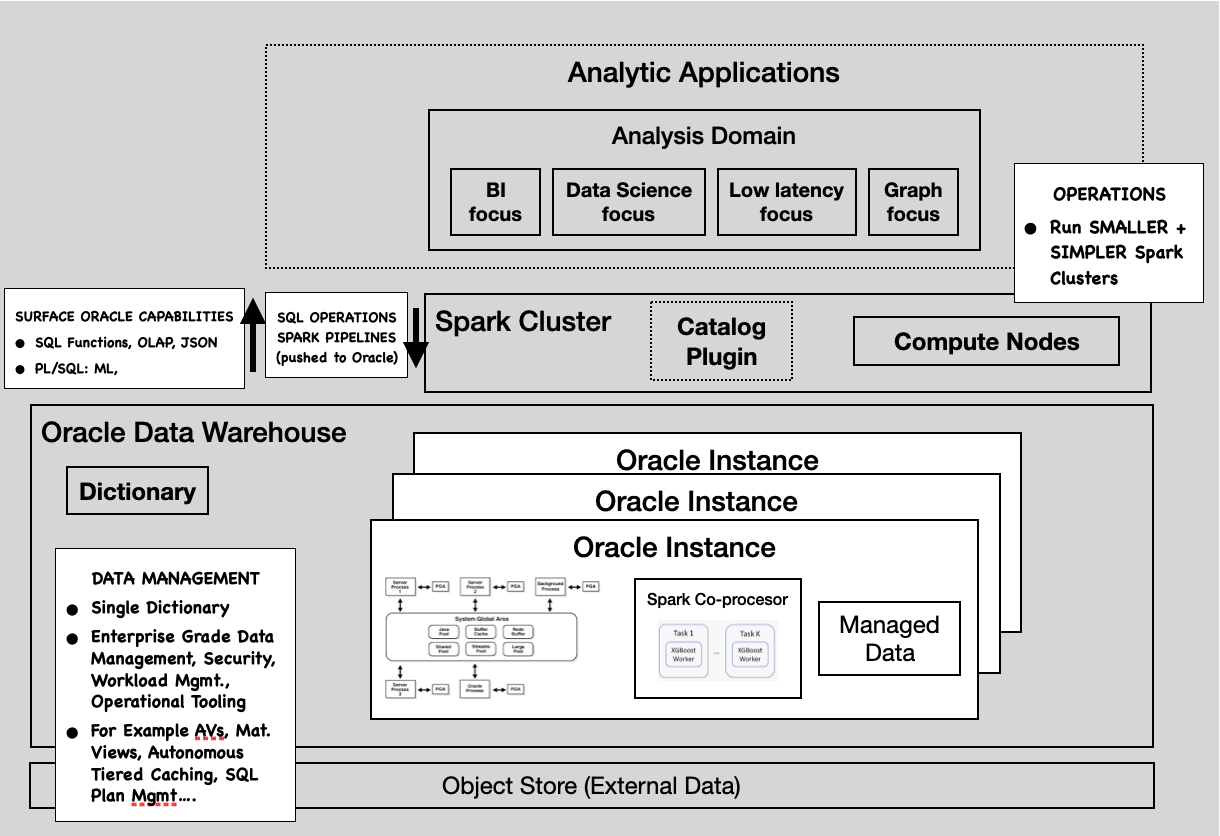 Analytic Applications
Analysis Domain
BI
focus
Data Science
focus
Low latency
focus
Graph
focus
OPERATIONS
● Run SMALLER +
SIMPLER Spark
Clusters
SURFACE ORACLE CAPABILITIES
● SQL Functions, OLAP, JSON
● PL/SQL: ML,
SQL OPERATIONS
SPARK PIPELINES
(pushed to Oracle)
Spark Cluster
Catalog
Plugin
Compute Nodes
Oracle Data Warehouse
Dictionary
Oracle Instance
Oracle Instance
Oracle Instance
Server
Process
1
PGA
Server
Process
2
PGA
Background
Process
PGA
System Global Area
Java
Pool
Buffer
Cache
Redo
Buffer
Shared
Pool
Streams
Pool
Large
Pool
Server
Process
3
PGA
Oracle
Process
PGA
Spark Co-procesor
Task 1
XGBoost
Worker
...
Task K
XGBoost
Worker
Managed
Data
DATA MANAGEMENT
● Single Dictionary
● Enterprise Grade Data
Management, Security,
Workload Mgmt.,
Operational Tooling
● For Example AVs, Mat.
Views, Autonomous
Tiered Caching, SQL
Plan Mgmt....
Object Store (External Data)